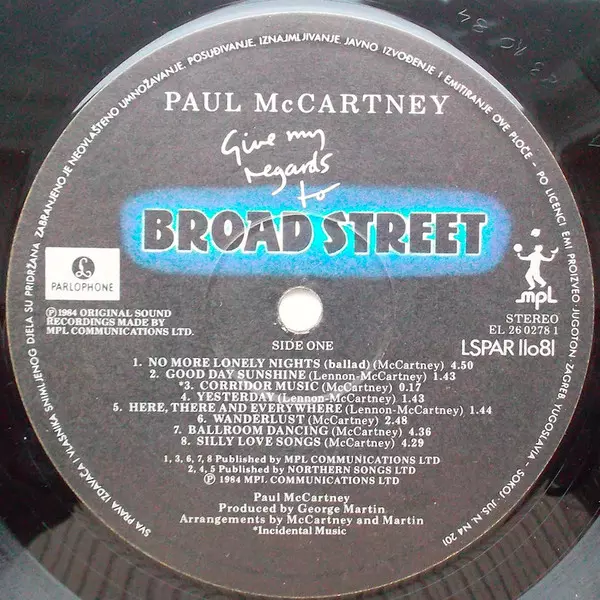 SVA PRAVA IZDAVAČA I VLASNIKA SNIMLJENOG DJELA SU PRIDRŽANA ZABRANJENO JE NEOVLAŠTENO UMNOŽAVANJE, POSUĐIVANJE, IZNAJMLJIVANJE, JAVNO IZVOĐENJE I EMITIRANJE OVE PLOČE - PO LICENCI EMI PROIZVEO: JUGOTON - ZAGREB, YUGOSLAVIA - SOKOJ: JUS N. N4 201
PAUL McCARTNEY
Give my
regards
to
BROAD STREET
PARLOPHONE
mpl
Ⓟ 1984 ORIGINAL SOUND
RECORDINGS MADE BY
MPL COMMUNICATIONS LTD.
STEREO
EL 26 0278 1
LSPAR 11081
SIDE ONE
1. NO MORE LONELY NIGHTS (ballad) (McCartney) 4.50
2. GOOD DAY SUNSHINE (Lennon-McCartney) 1.43
*3. CORRIDOR MUSIC (McCartney) 0.17
4. YESTERDAY (Lennon-McCartney) 1.43
5. HERE, THERE AND EVERYWHERE (Lennon-McCartney) 1.44
6. WANDERLUST (McCartney) 2.48
7. BALLROOM DANCING (McCartney) 4.36
8. SILLY LOVE SONGS (McCartney) 4.29
1, 3, 6, 7, 8 Published by MPL COMMUNICATIONS LTD
2, 4, 5 Published by NORTHERN SONGS LTD
Ⓟ 1984 MPL COMMUNICATIONS LTD
Paul McCartney
Produced by George Martin
Arrangements by McCartney and Martin
*Incidental Music